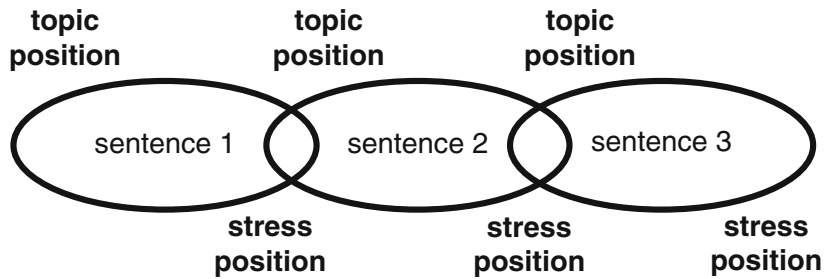 topic
position
topic
position
topic
position
sentence 1
sentence 2
sentence 3
stress
position
stress
position
stress
position